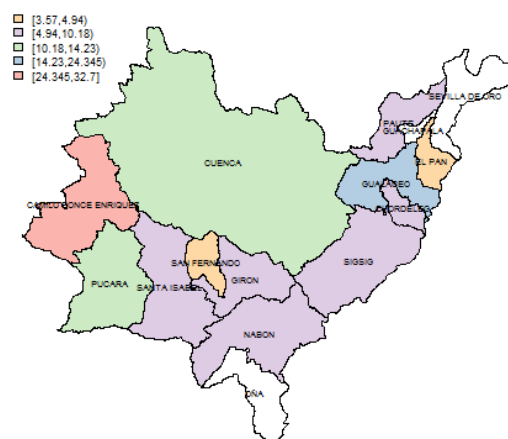 [3.57,4.94)
[4.94,10.18)
[10.18,14.23)
[14.23,24.345)
[24.345,32.7]
SEVILLA DE ORO
PAUTE
GUACHAPALA
EL PAN
CUENCA
GUALACEO
CHORDELEG
CAMILO PONCE ENRIQUEZ
SAN FERNANDO
SIGSIG
PUCARA
SANTA ISABEL
GIRON
NABON
OÑA